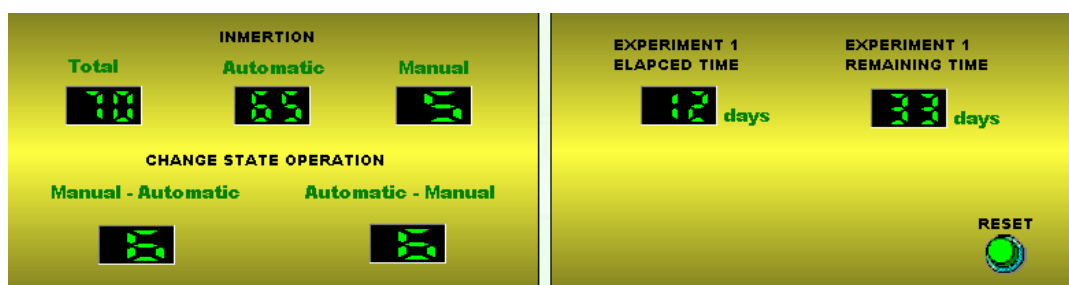 INMERTION
Total Automatic Manual
70 65 5
CHANGE STATE OPERATION
Manual - Automatic Automatic - Manual
6 6
EXPERIMENT 1 EXPERIMENT 1
ELAPCED TIME REMAINING TIME
12 days 33 days
RESET